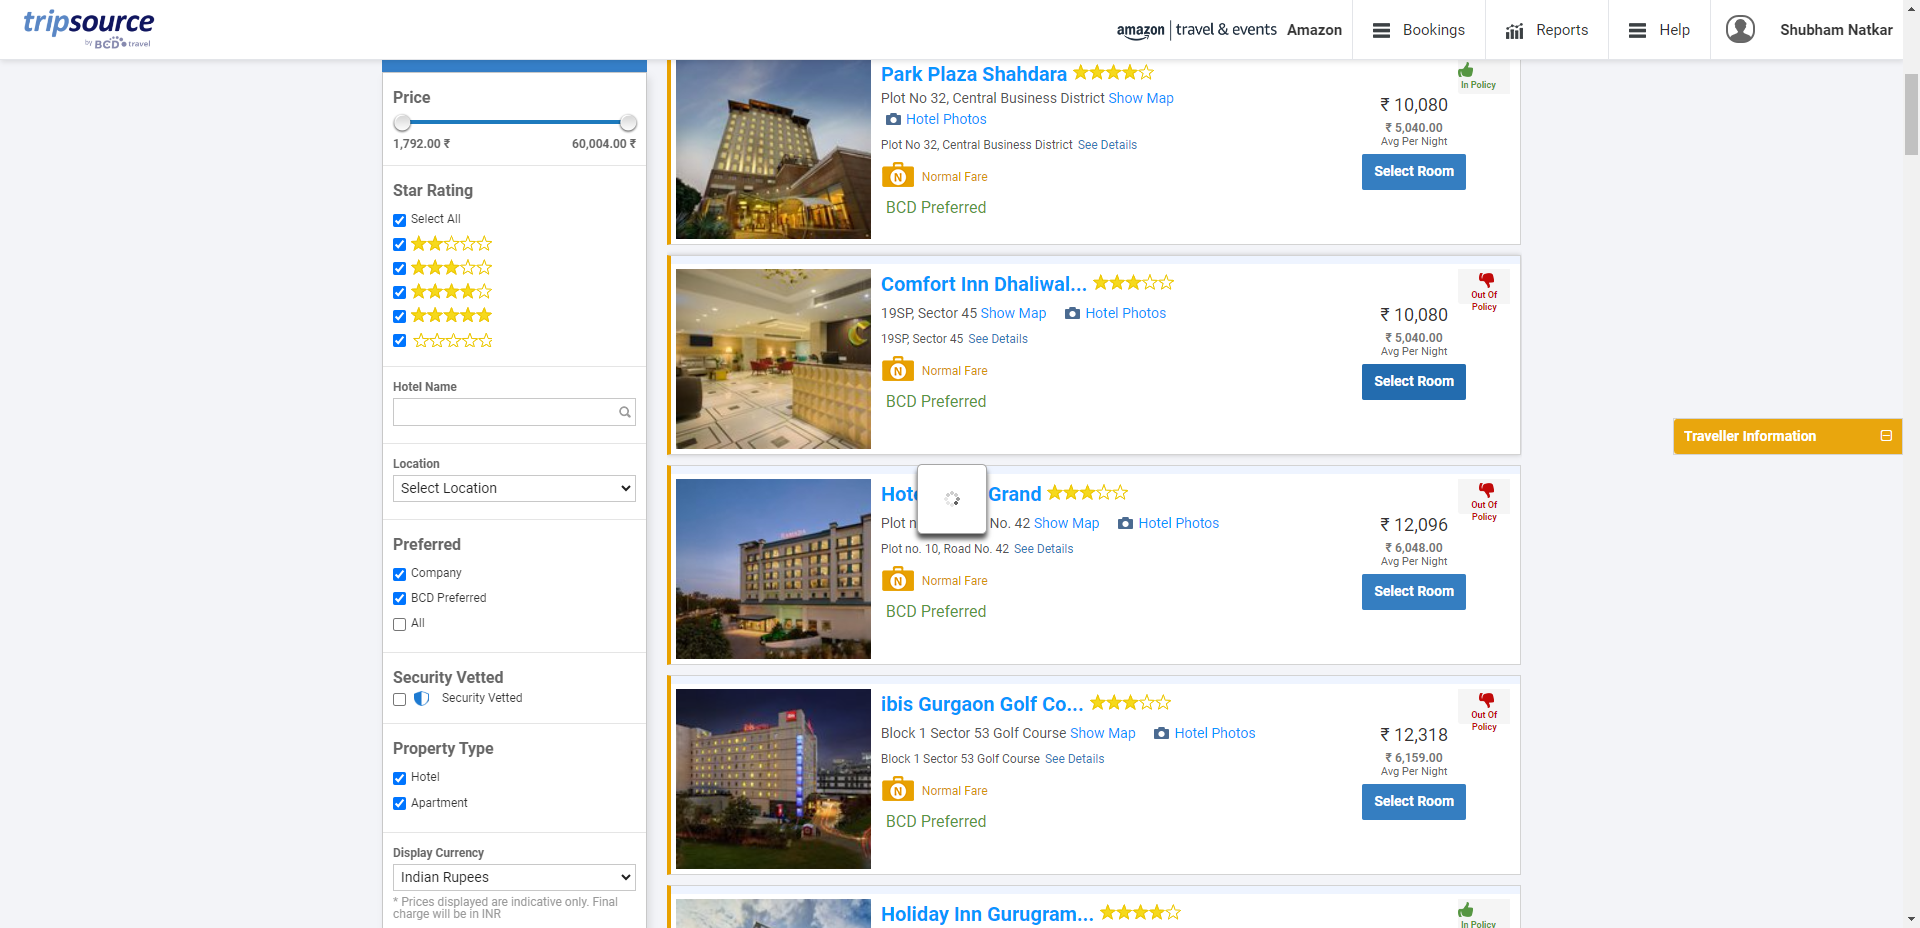 tripsource
by BCD travel
amazon travel & events Amazon
Bookings
Reports
Help
Shubham Natkar
Price
1,792.00 ₹ 60,004.00 ₹
Star Rating
Select All
Hotel Name
Location
Select Location
Preferred
Company
BCD Preferred
All
Security Vetted
Security Vetted
Property Type
Hotel
Apartment
Display Currency
Indian Rupees
* Prices displayed are indicative only. Final
charge will be in INR
Park Plaza Shahdara
Plot No 32, Central Business District Show Map
Hotel Photos
Plot No 32, Central Business District See Details
N Normal Fare
BCD Preferred
In Policy
₹ 10,080
₹ 5,040.00
Avg Per Night
Select Room
Comfort Inn Dhaliwal...
19SP, Sector 45 Show Map Hotel Photos
19SP, Sector 45 See Details
N Normal Fare
BCD Preferred
Out Of
Policy
₹ 10,080
₹ 5,040.00
Avg Per Night
Select Room
Grand
No. 42 Show Map Hotel Photos
Plot no. 10, Road No. 42 See Details
N Normal Fare
BCD Preferred
Out Of
Policy
₹ 12,096
₹ 6,048.00
Avg Per Night
Select Room
ibis Gurgaon Golf Co...
Block 1 Sector 53 Golf Course Show Map Hotel Photos
Block 1 Sector 53 Golf Course See Details
N Normal Fare
BCD Preferred
Out Of
Policy
₹ 12,318
₹ 6,159.00
Avg Per Night
Select Room
Holiday Inn Gurugram...
In Policy
Traveller Information